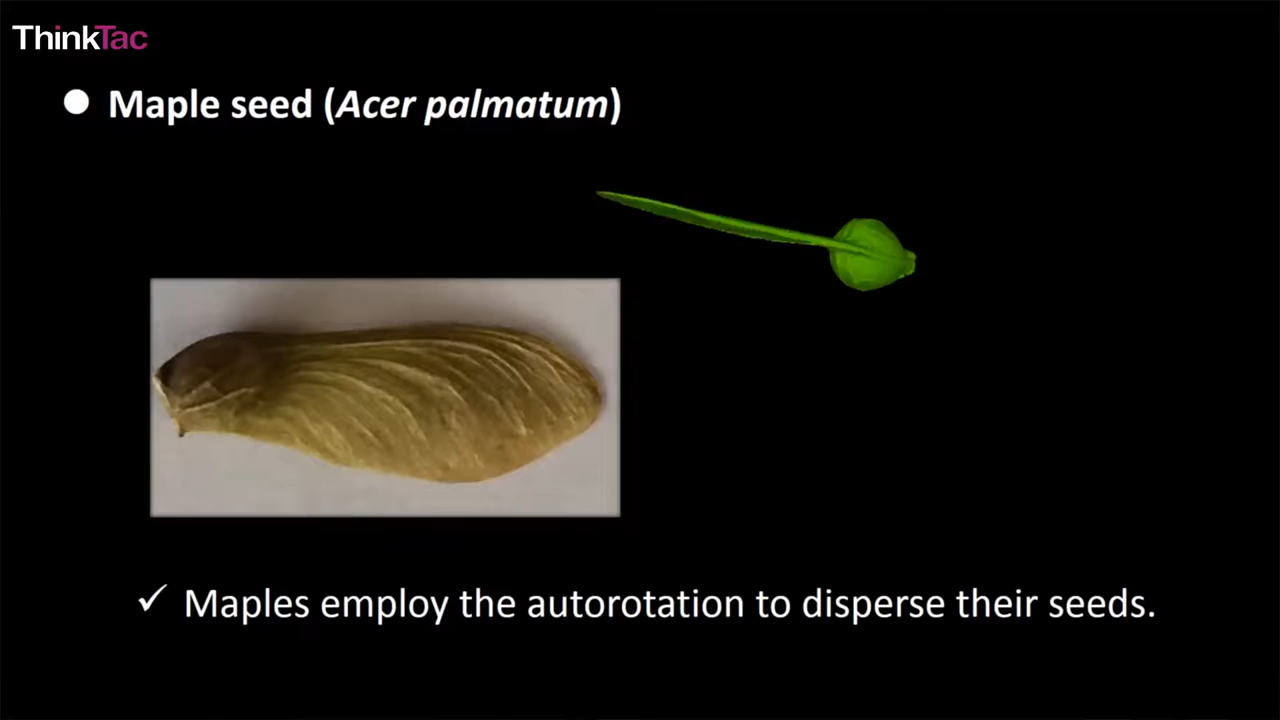 ThinkTac
● Maple seed (Acer palmatum)
✓ Maples employ the autorotation to disperse their seeds.